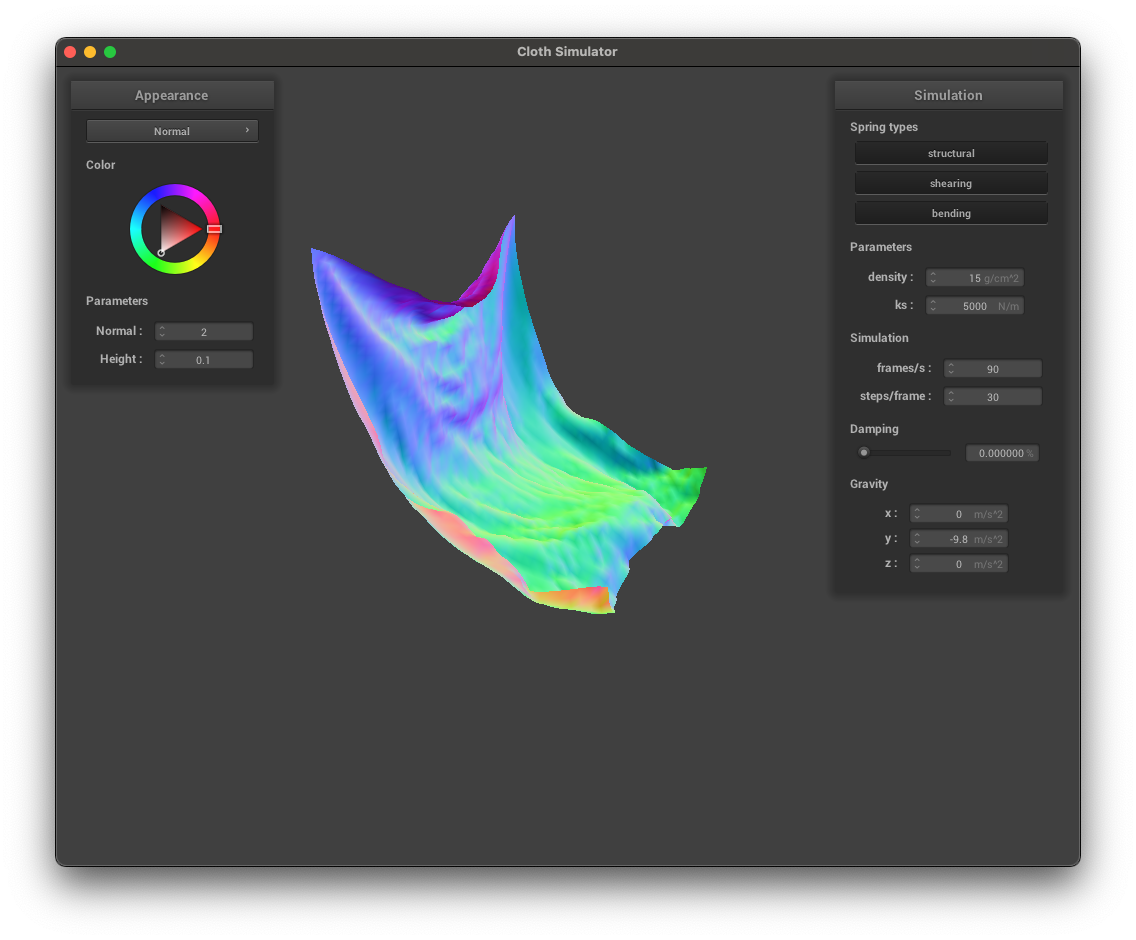 Cloth Simulator
Appearance
Normal ›
Color
Parameters
Normal : 2
Height : 0.1
Simulation
Spring types
structural
shearing
bending
Parameters
density : 15 g/cm^2
ks : 5000 N/m
Simulation
frames/s : 90
steps/frame : 30
Damping
0.000000 %
Gravity
x : 0 m/s^2
y : -9.8 m/s^2
z : 0 m/s^2